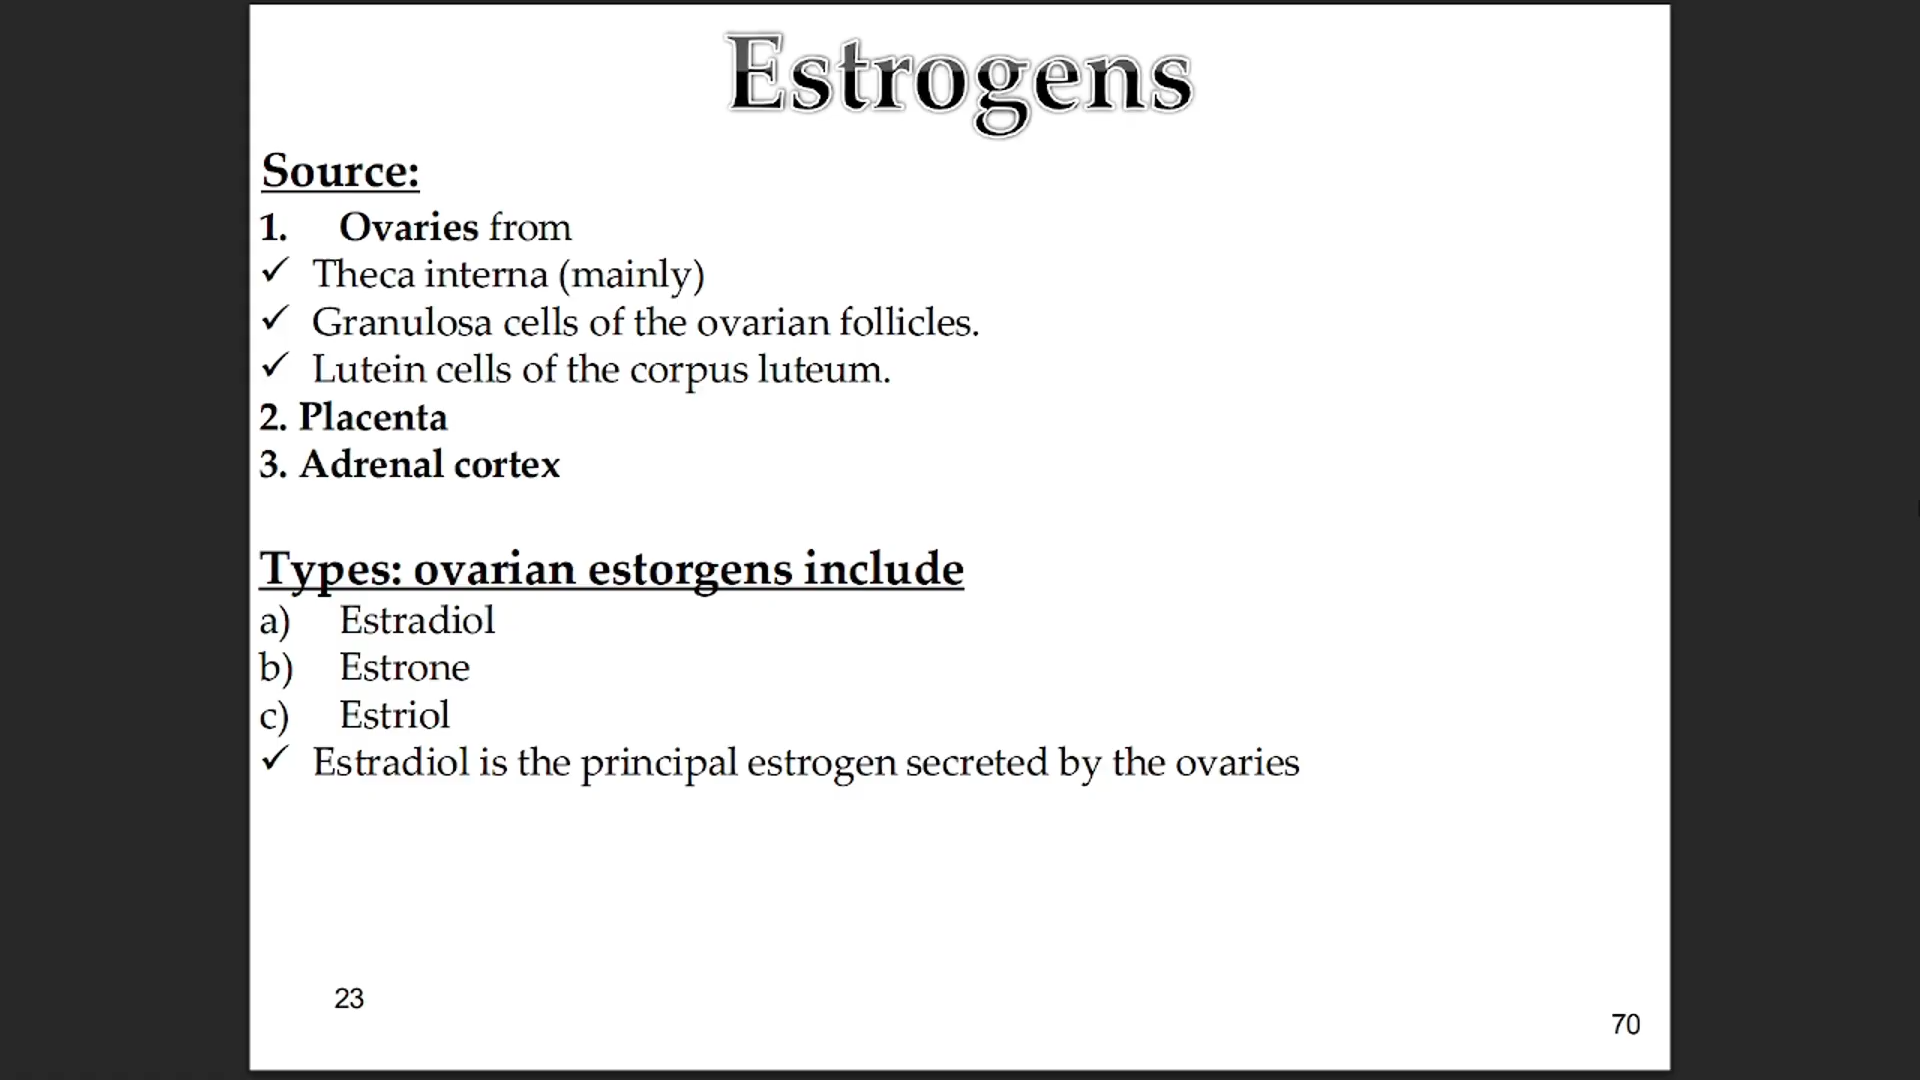 Estrogens
Source:
1. Ovaries from
✓ Theca interna (mainly)
✓ Granulosa cells of the ovarian follicles.
✓ Lutein cells of the corpus luteum.
2. Placenta
3. Adrenal cortex
Types: ovarian estorgens include
a) Estradiol
b) Estrone
c) Estriol
✓ Estradiol is the principal estrogen secreted by the ovaries
23
70